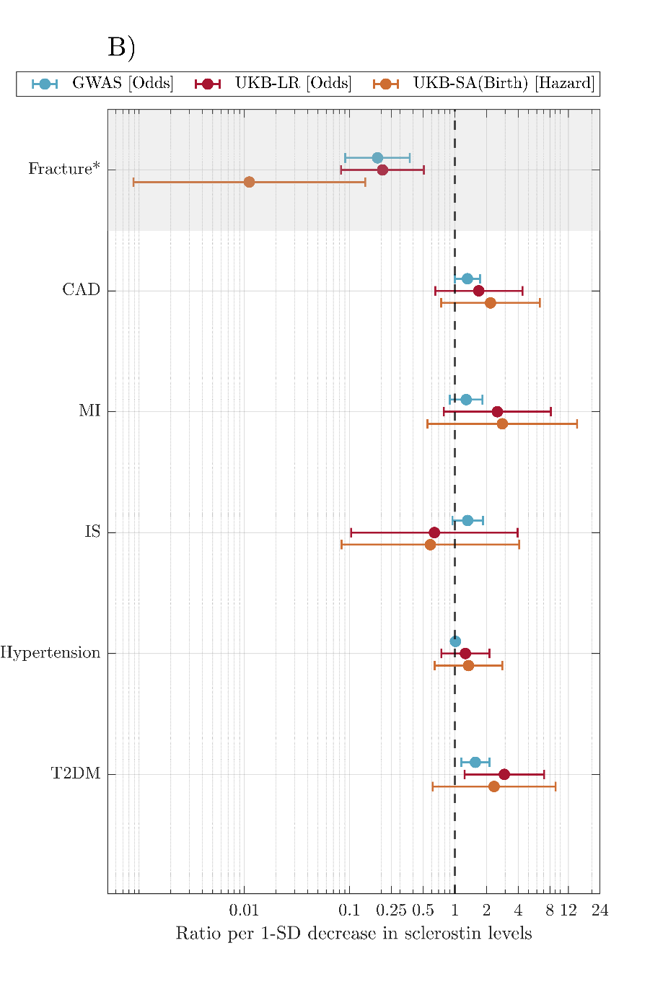 B)
GWAS [Odds] UKB-LR [Odds] UKB-SA(Birth) [Hazard]
Fracture*
CAD
MI
IS
Hypertension
T2DM
0.01 0.1 0.25 0.5 1 2 4 8 12 24
Ratio per 1-SD decrease in sclerostin levels